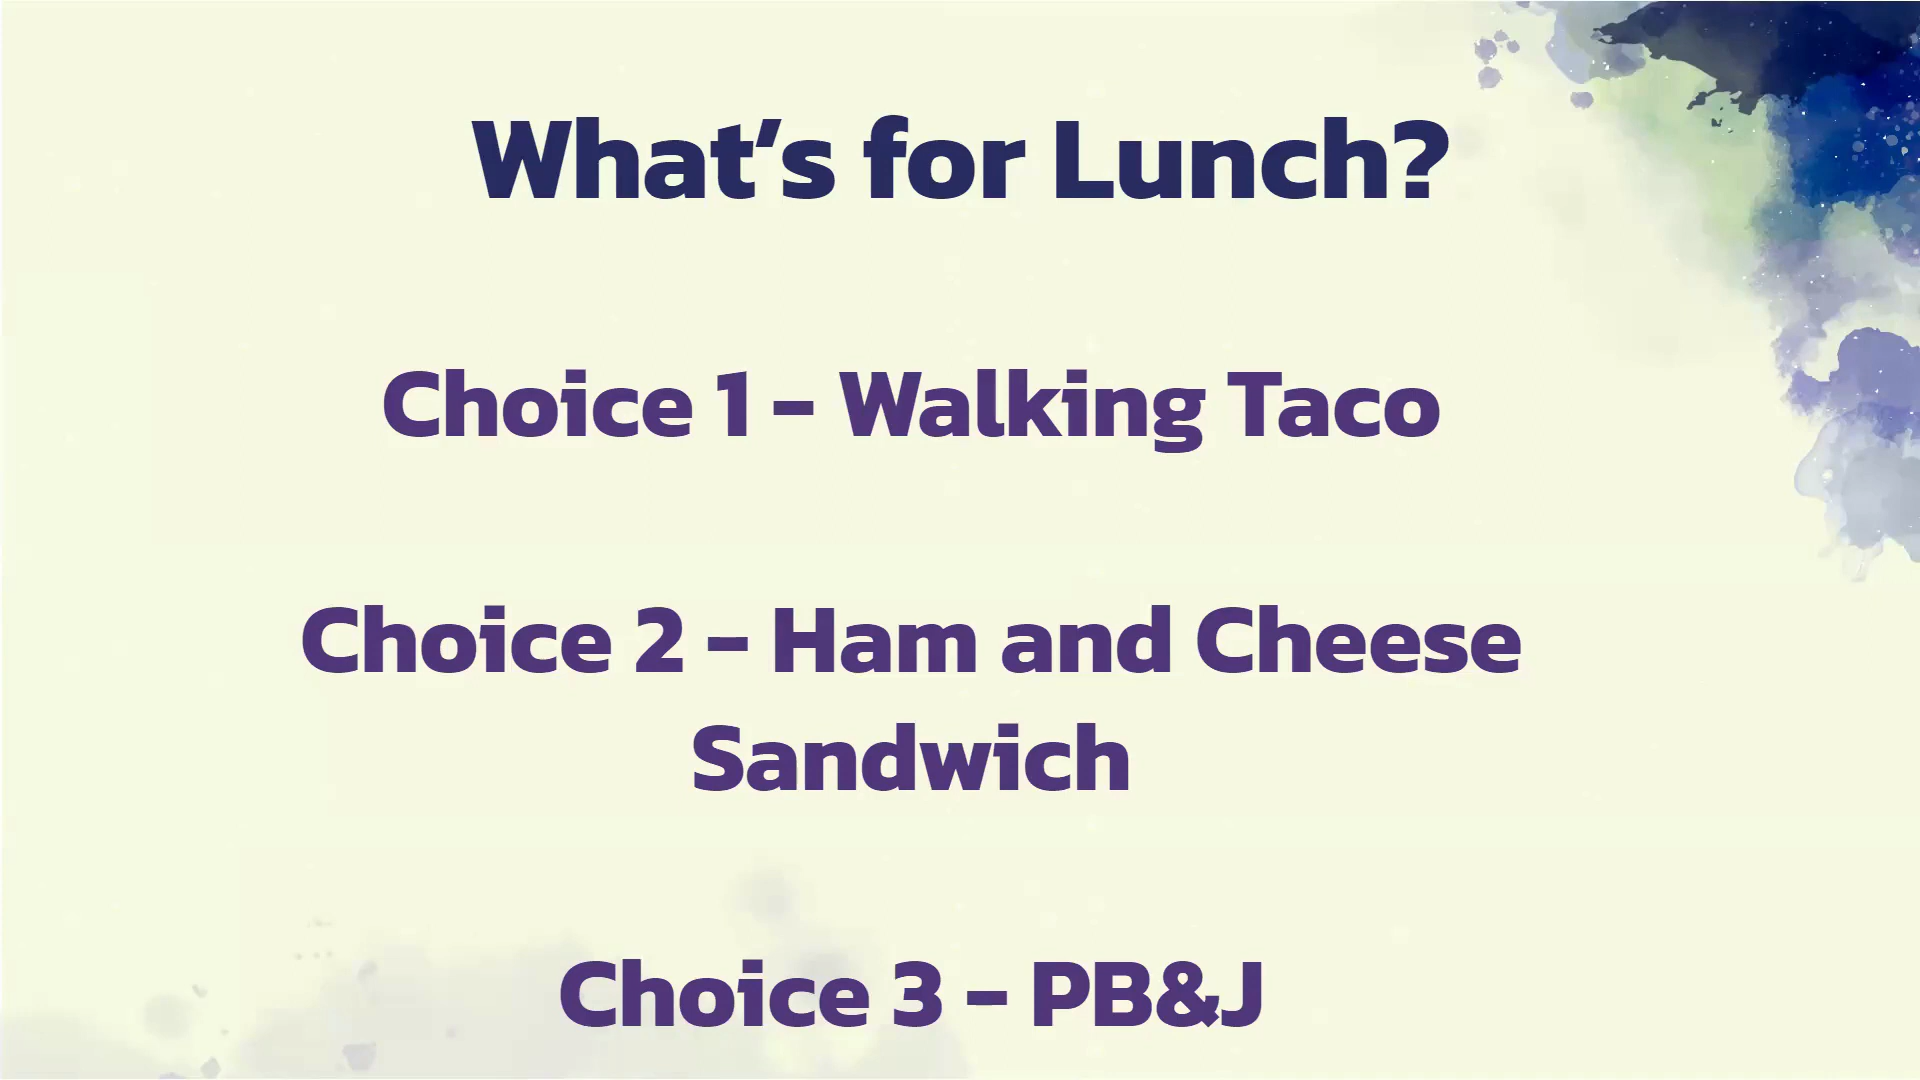 What's for Lunch?
Choice 1 - Walking Taco
Choice 2 - Ham and Cheese
Sandwich
Choice 3 - PB&J